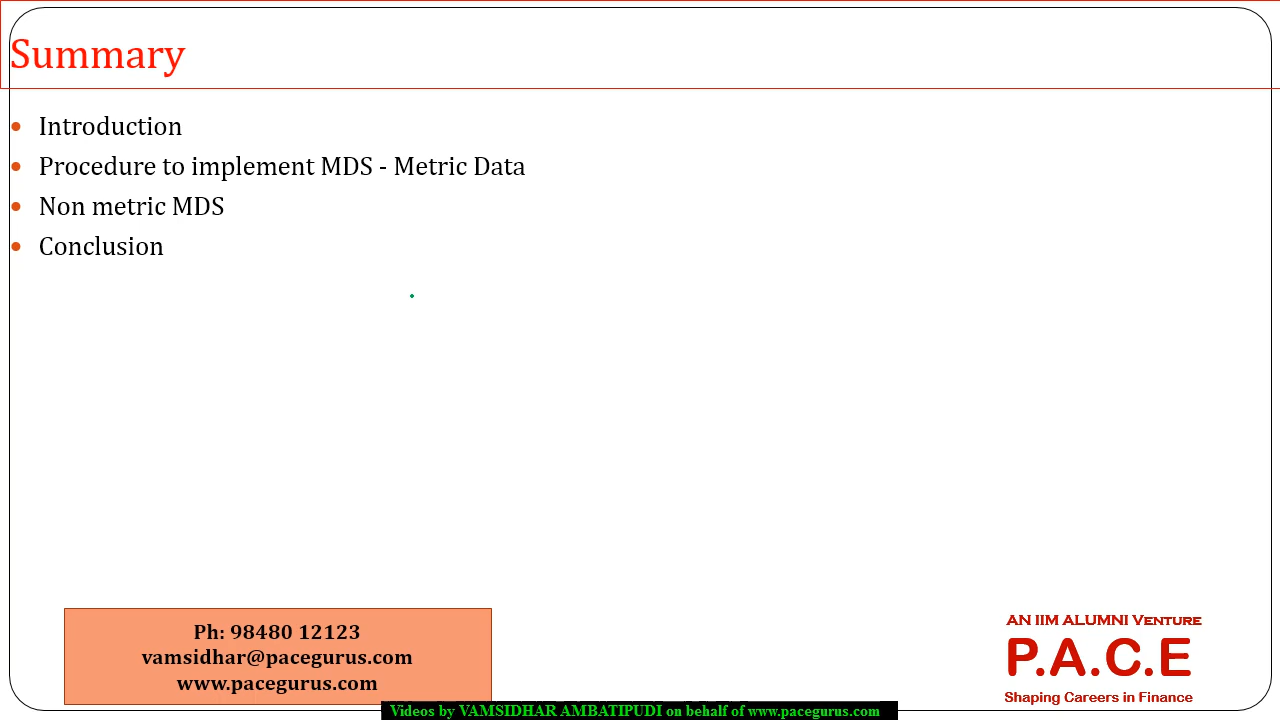 Summary
Introduction
Procedure to implement MDS - Metric Data
Non metric MDS
Conclusion
Ph: 98480 12123
vamsidhar@pacegurus.com
www.pacegurus.com
AN IIM ALUMNI VENTURE
P.A.C.E
Shaping Careers in Finance
Videos by VAMSIDHAR AMBATIPUDI on behalf of www.pacegurus.com